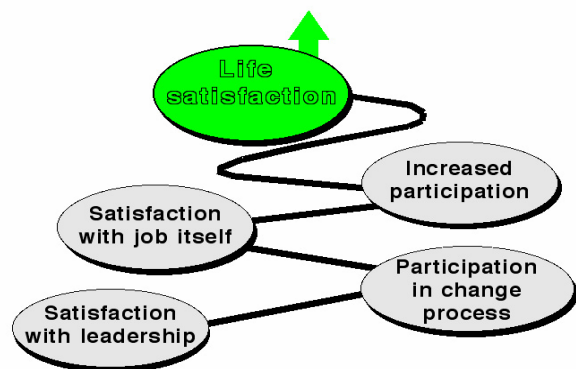 Life
satisfaction
Increased
participation
Satisfaction
with job itself
Participation
in change
process
Satisfaction
with leadership